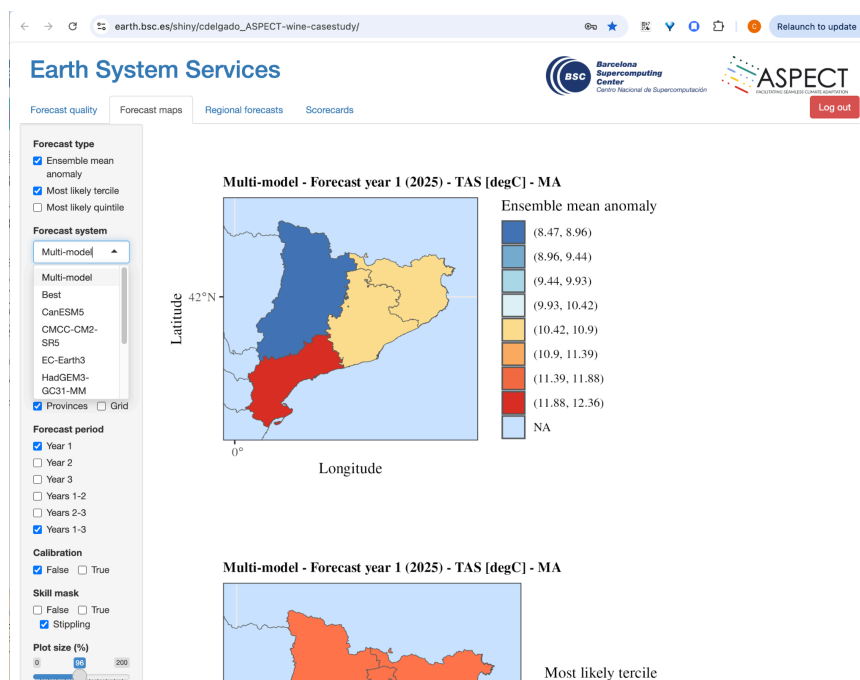 earth.bsc.es/shiny/cdelgado_ASPECT-wine-casestudy/
C
Relaunch to update
Earth System Services
BSC
Barcelona
Supercomputing
Center
Centro Nacional de Supercomputación
ASPECT
FACILITATING SEAMLESS CLIMATE ADAPTATION
Forecast quality
Forecast maps
Regional forecasts
Scorecards
Log out
Forecast type
Ensemble mean
anomaly
Most likely tercile
Most likely quintile
Forecast system
Multi-model
Multi-model
Best
CanESM5
CMCC-CM2-
SR5
EC-Earth3
HadGEM3-
GC31-MM
Provinces Grid
Forecast period
Year 1
Year 2
Year 3
Years 1-2
Years 2-3
Years 1-3
Calibration
False True
Skill mask
False True
Stippling
Plot size (%)
0 96 200
Multi-model - Forecast year 1 (2025) - TAS [degC] - MA
Latitude
42°N
0°
Longitude
Ensemble mean anomaly
(8.47, 8.96)
(8.96, 9.44)
(9.44, 9.93)
(9.93, 10.42)
(10.42, 10.9)
(10.9, 11.39)
(11.39, 11.88)
(11.88, 12.36)
NA
Multi-model - Forecast year 1 (2025) - TAS [degC] - MA
Most likely tercile